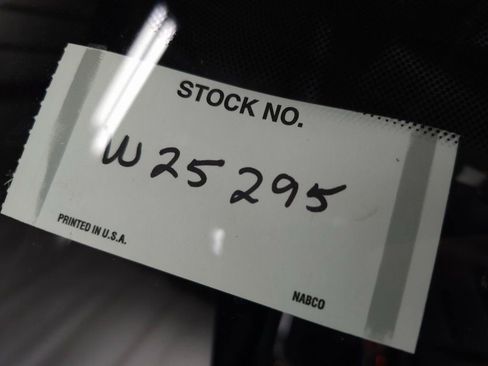 STOCK NO.
W25295
PRINTED IN U.S.A.
NABCO